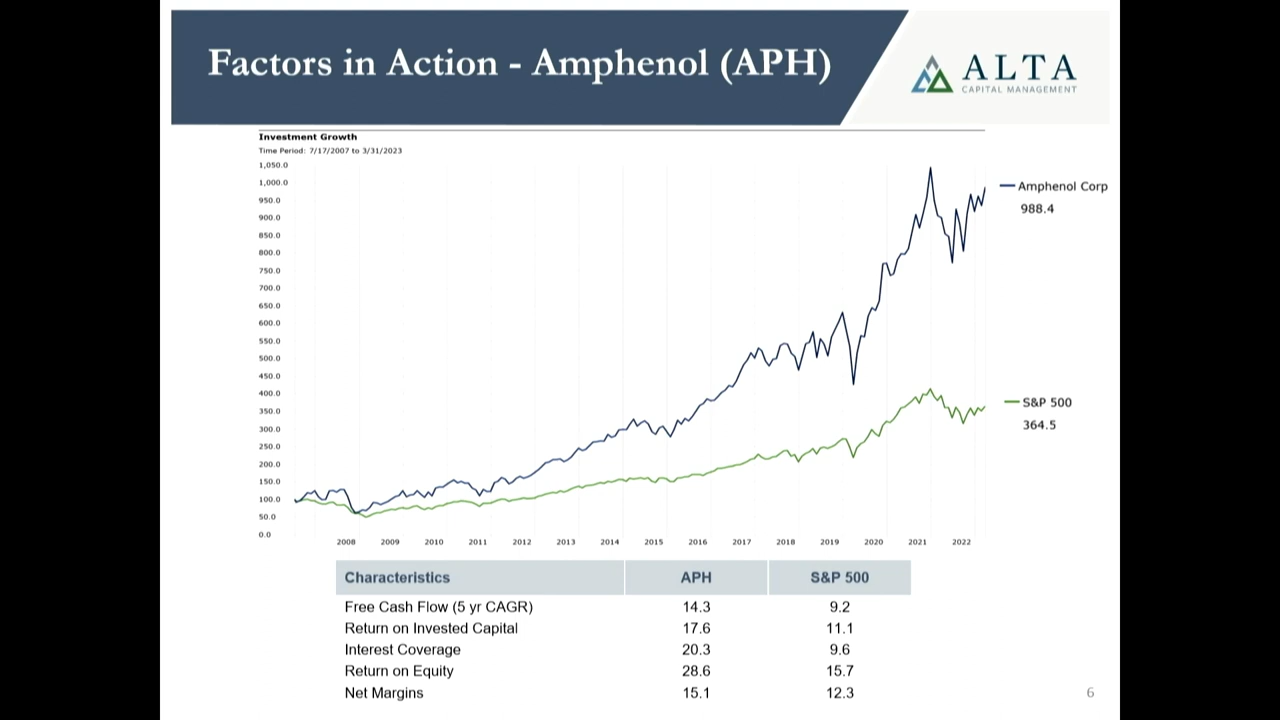 Factors in Action - Amphenol (APH)
ALTA
CAPITAL MANAGEMENT
Investment Growth
Time Period: 7/17/2007 to 3/31/2023
1,050.0
1,000.0
950.0
900.0
850.0
800.0
750.0
700.0
650.0
600.0
550.0
500.0
450.0
400.0
350.0
300.0
250.0
200.0
150.0
100.0
50.0
0.0
Amphenol Corp
988.4
S&P 500
364.5
2008 2009 2010 2011 2012 2013 2014 2015 2016 2017 2018 2019 2020 2021 2022
Characteristics APH S&P 500
Free Cash Flow (5 yr CAGR) 14.3 9.2
Return on Invested Capital 17.6 11.1
Interest Coverage 20.3 9.6
Return on Equity 28.6 15.7
Net Margins 15.1 12.3
6